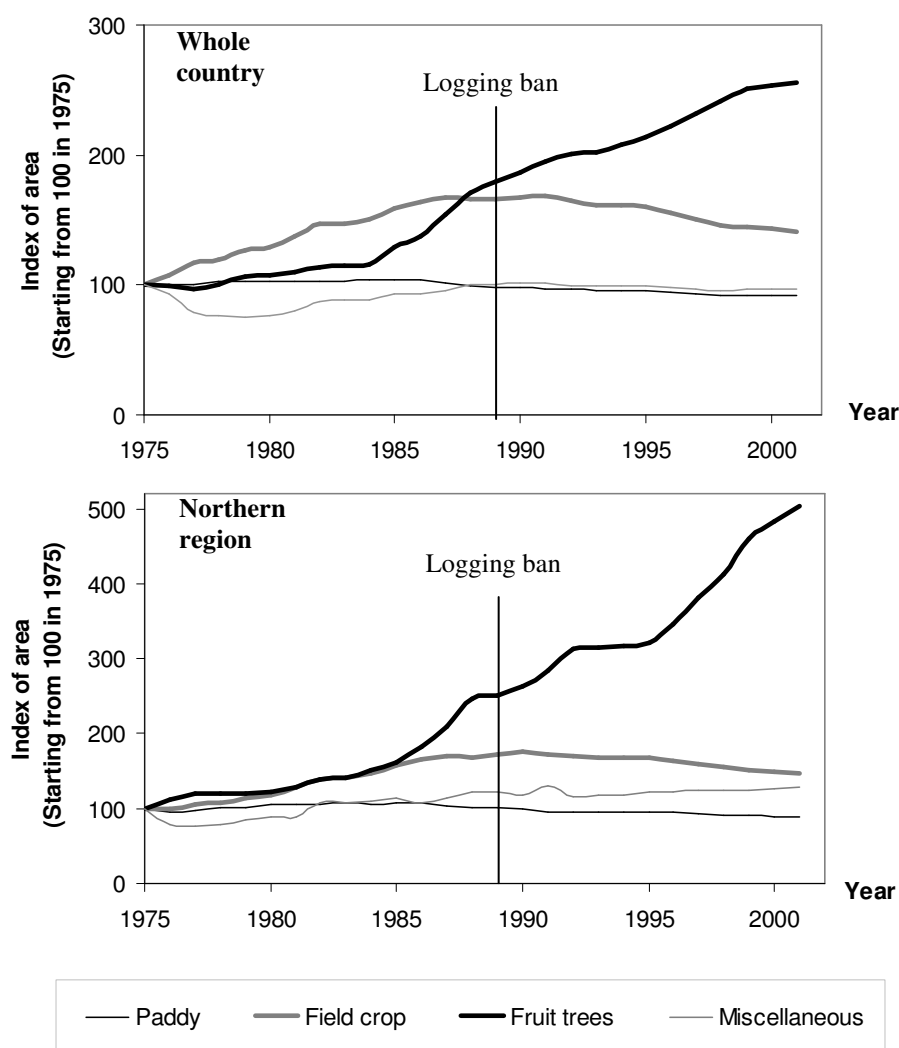 300
Whole
country
Logging ban
200
Index of area
(Starting from 100 in 1975)
100
0
Year
1975 1980 1985 1990 1995 2000
500
Northern
region
Logging ban
400
300
Index of area
(Starting from 100 in 1975)
200
100
0
Year
1975 1980 1985 1990 1995 2000
Paddy Field crop Fruit trees Miscellaneous